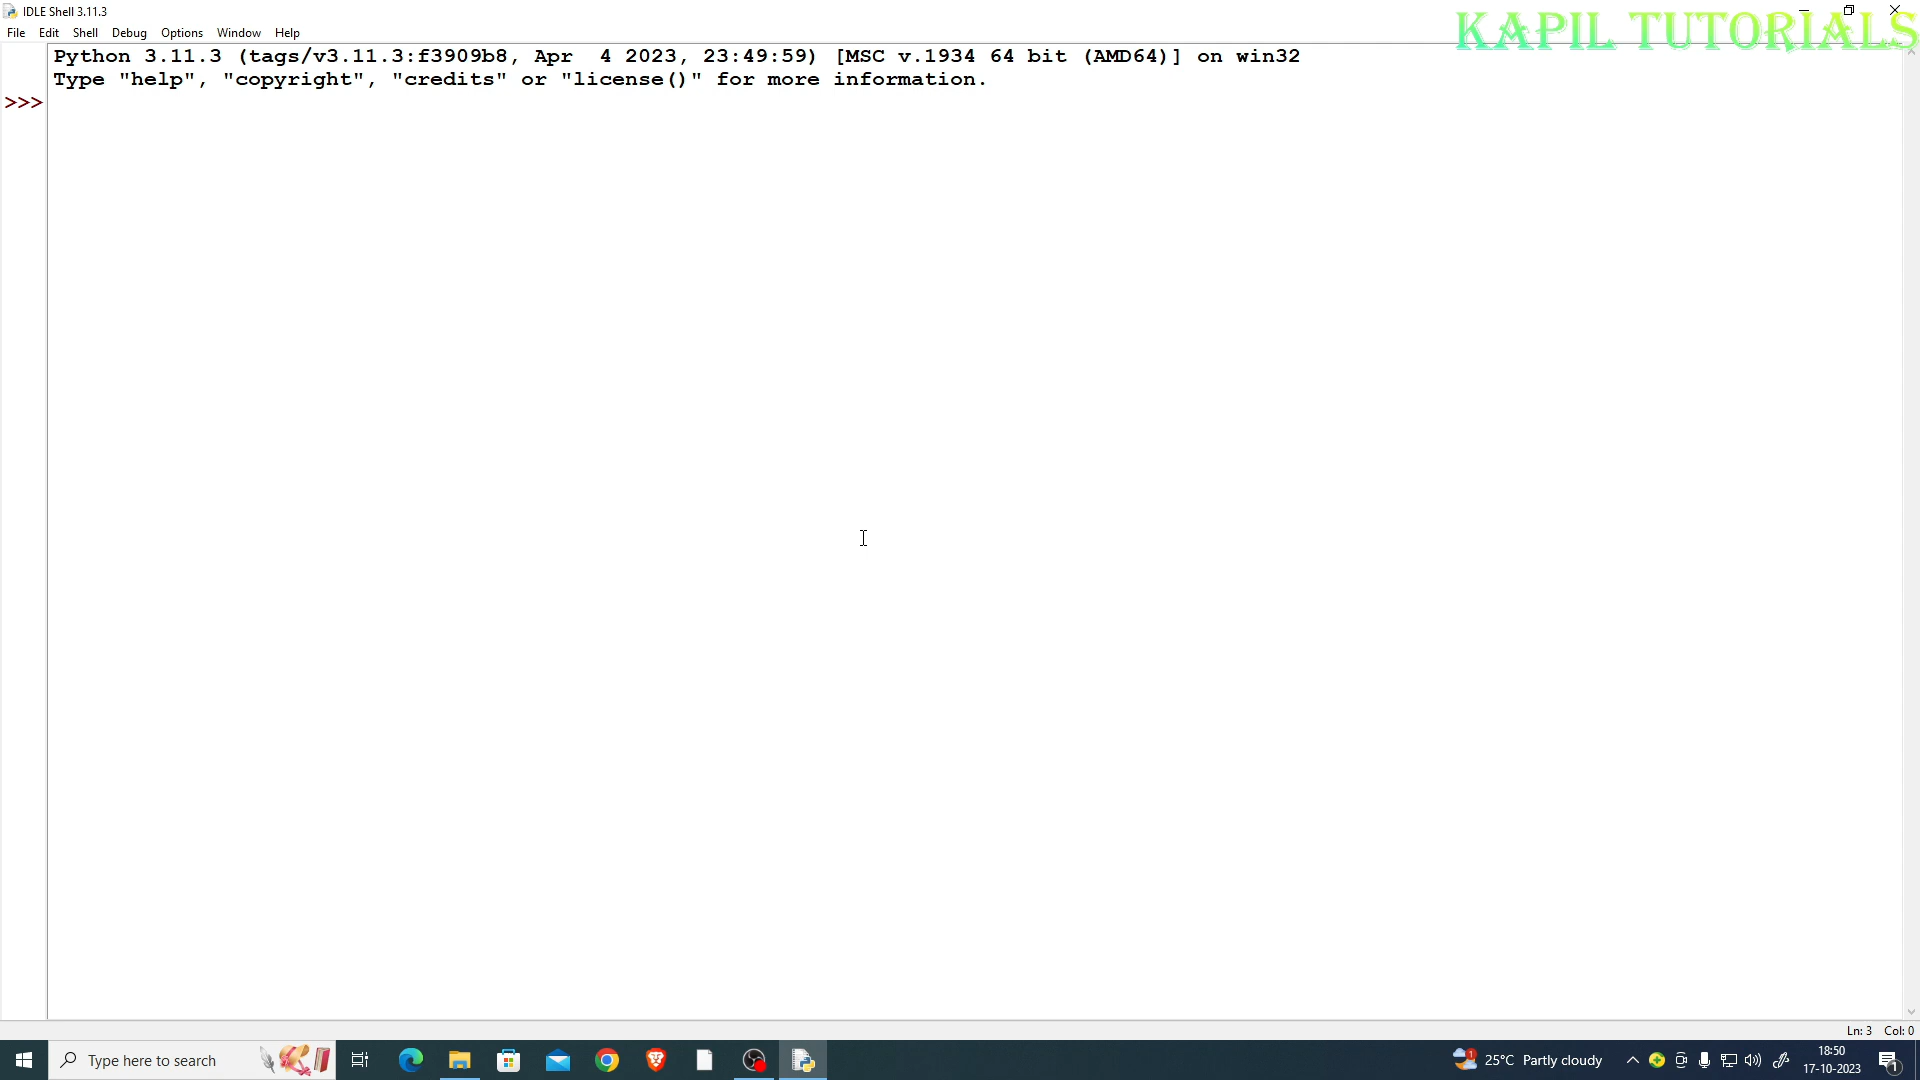 IDLE Shell 3.11.3
KAPIL TUTORIALS
File Edit Shell Debug Options Window Help
Python 3.11.3 (tags/v3.11.3:f3909b8, Apr  4 2023, 23:49:59) [MSC v.1934 64 bit (AMD64)] on win32
Type "help", "copyright", "credits" or "license()" for more information.
>>>
Ln: 3 Col: 0
Type here to search
1 25°C Partly cloudy
18:50
17-10-2023
1